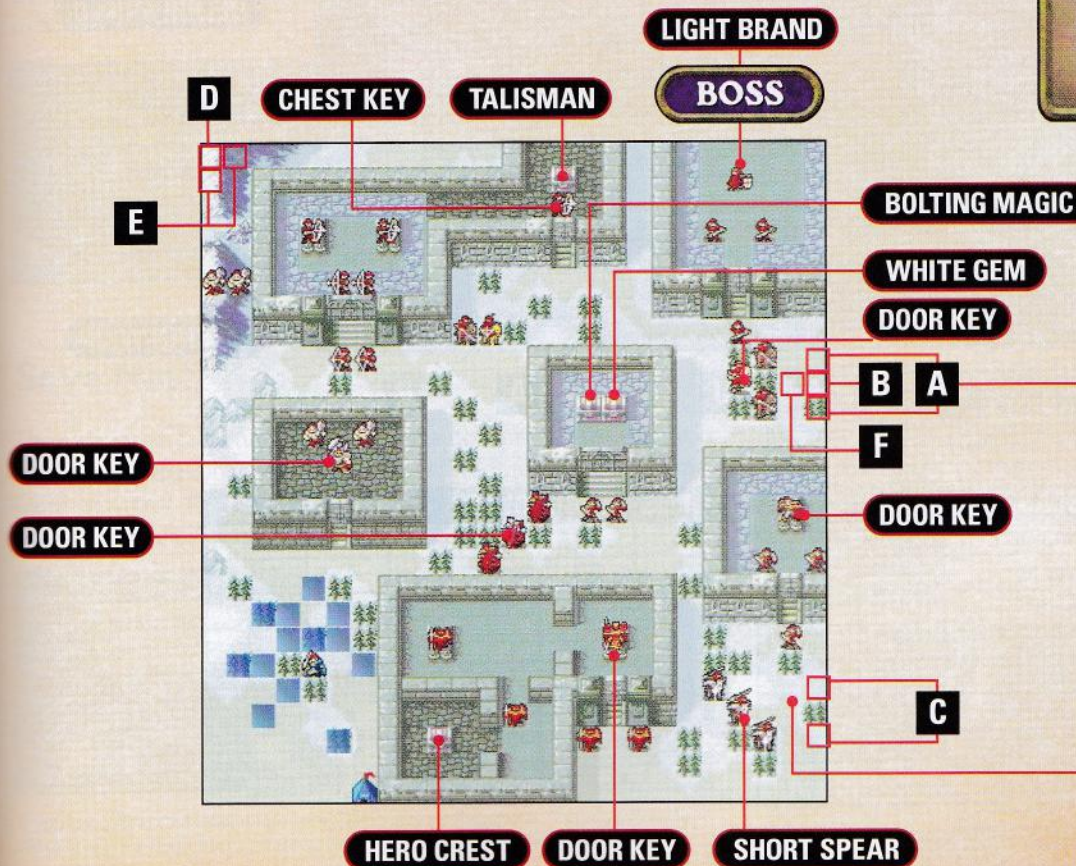 LIGHT BRAND
BOSS
D
CHEST KEY
TALISMAN
E
BOLTING MAGIC
WHITE GEM
DOOR KEY
B
A
F
DOOR KEY
DOOR KEY
DOOR KEY
C
HERO CREST
DOOR KEY
SHORT SPEAR